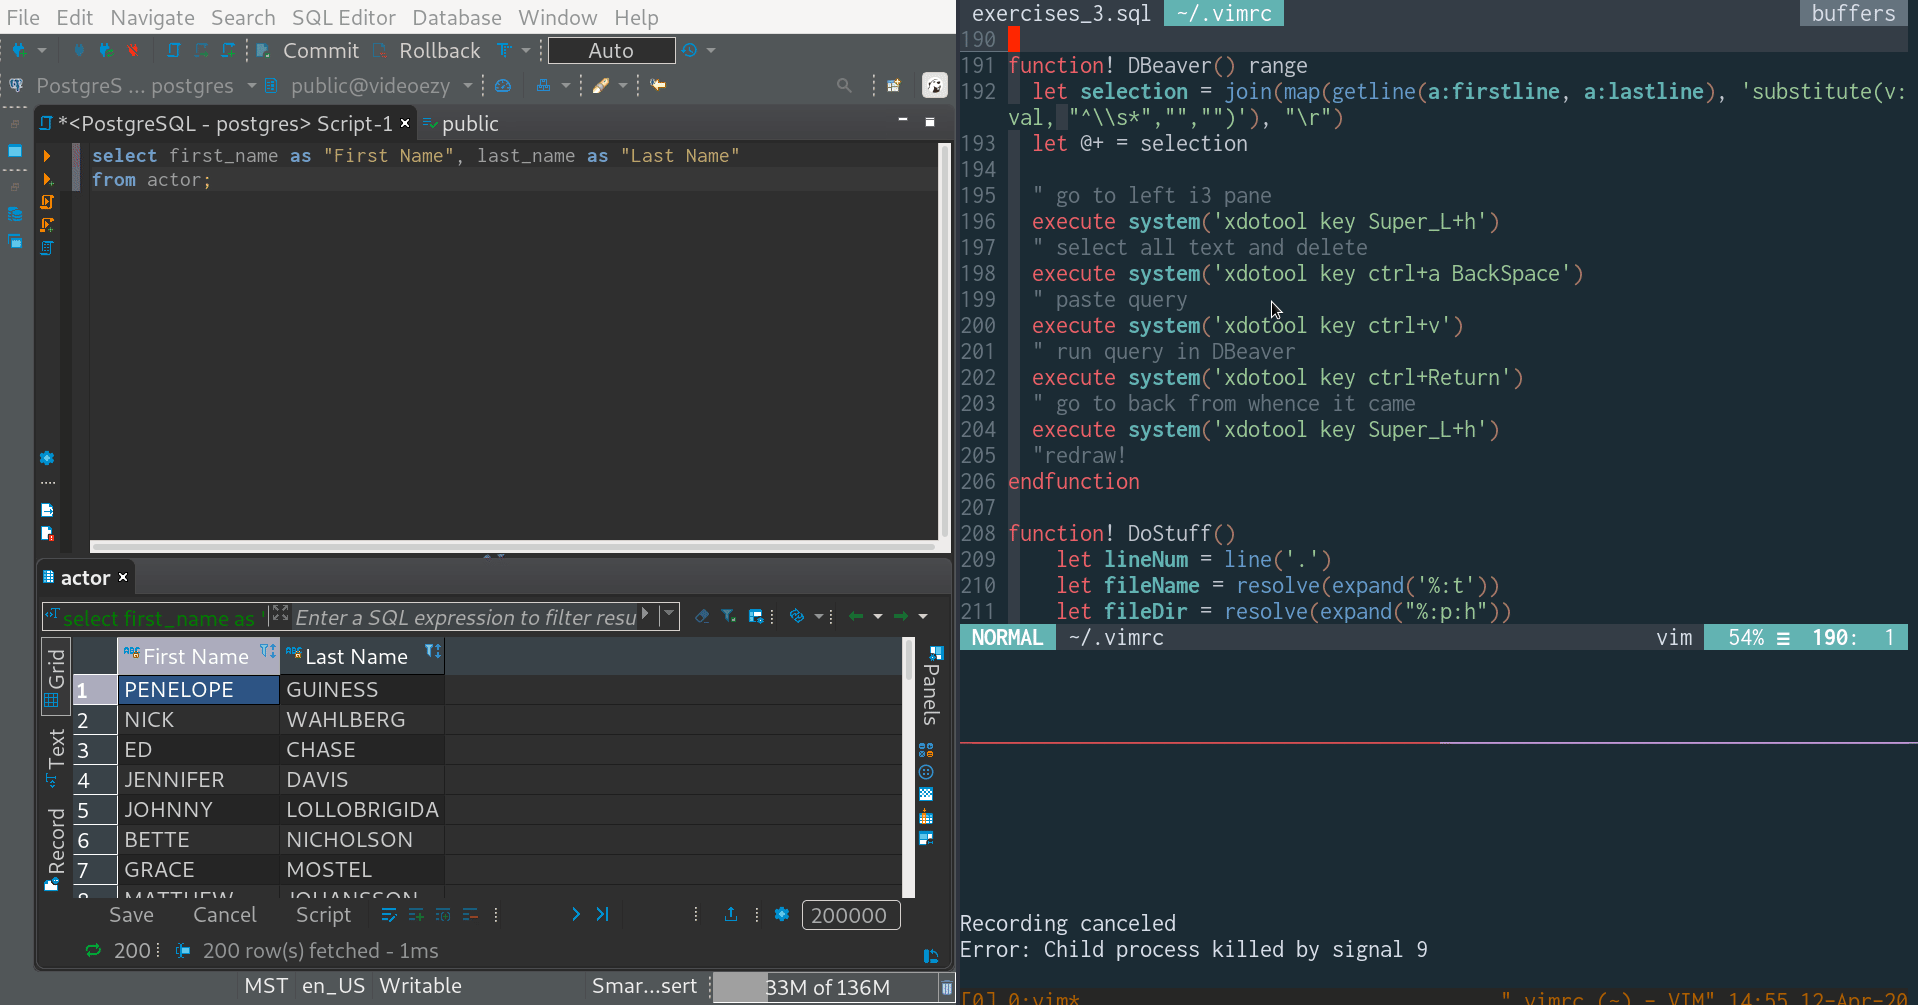 File Edit Navigate Search SQL Editor Database Window Help
Commit Rollback Auto
PostgreS ... postgres public@videoezy
*<PostgreSQL - postgres> Script-1 public
select first_name as "First Name", last_name as "Last Name"
from actor;
actor
select first_name as ' Enter a SQL expression to filter resu
Grid
Text
Record
Panels
First Name Last Name
1 PENELOPE GUINESS
2 NICK WAHLBERG
3 ED CHASE
4 JENNIFER DAVIS
5 JOHNNY LOLLOBRIGIDA
6 BETTE NICHOLSON
7 GRACE MOSTEL
8 MATTHEW JOHANSSON
Save Cancel Script 200000
200 200 row(s) fetched - 1ms
MST en_US Writable Smar...sert 33M of 136M
exercises_3.sql ~/.vimrc buffers
190
191 function! DBeaver() range
192 let selection = join(map(getline(a:firstline, a:lastline), 'substitute(v:
val, "^\\s*","","")'), "\r")
193 let @+ = selection
194
195 " go to left i3 pane
196 execute system('xdotool key Super_L+h')
197 " select all text and delete
198 execute system('xdotool key ctrl+a BackSpace')
199 " paste query
200 execute system('xdotool key ctrl+v')
201 " run query in DBeaver
202 execute system('xdotool key ctrl+Return')
203 " go to back from whence it came
204 execute system('xdotool key Super_L+h')
205 "redraw!
206 endfunction
207
208 function! DoStuff()
209 let lineNum = line('.')
210 let fileName = resolve(expand('%:t'))
211 let fileDir = resolve(expand("%:p:h"))
NORMAL ~/.vimrc vim 54% ≡ 190: 1
Recording canceled
Error: Child process killed by signal 9
[0] 0:vim* " vimrc (~) - VIM" 14:55 12-Apr-20